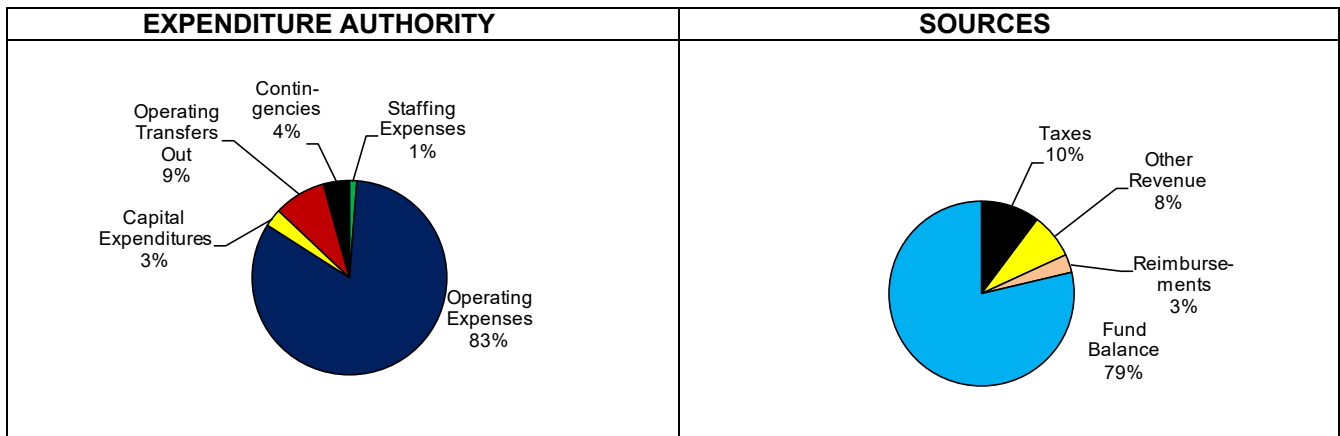 EXPENDITURE AUTHORITY
Contin-
gencies
4%
Staffing
Expenses
1%
Operating
Transfers
Out
9%
Capital
Expenditures
3%
Operating
Expenses
83%
SOURCES
Taxes
10%
Other
Revenue
8%
Reimburse-
ments
3%
Fund
Balance
79%